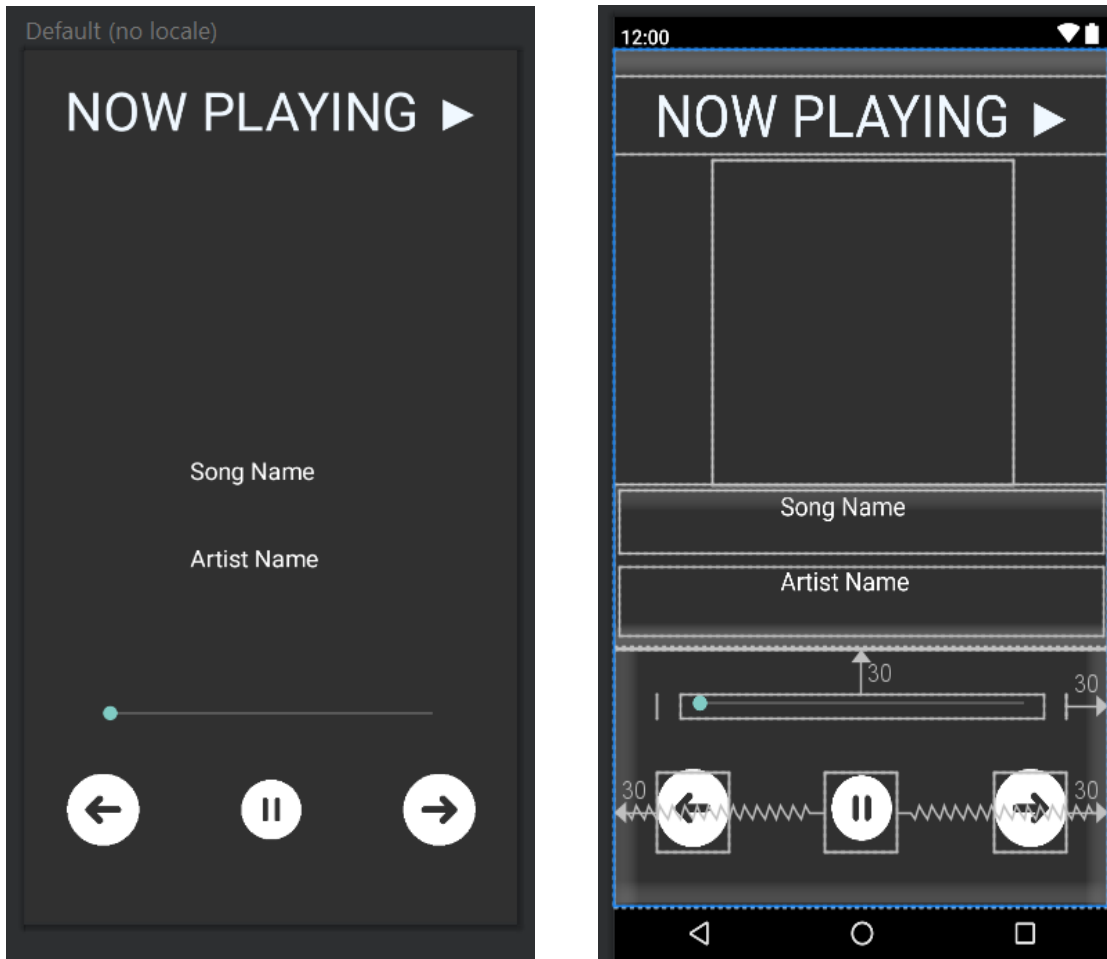 Default (no locale)
NOW PLAYING ►
Song Name
Artist Name
12:00
NOW PLAYING ►
Song Name
Artist Name
30
30
30
30